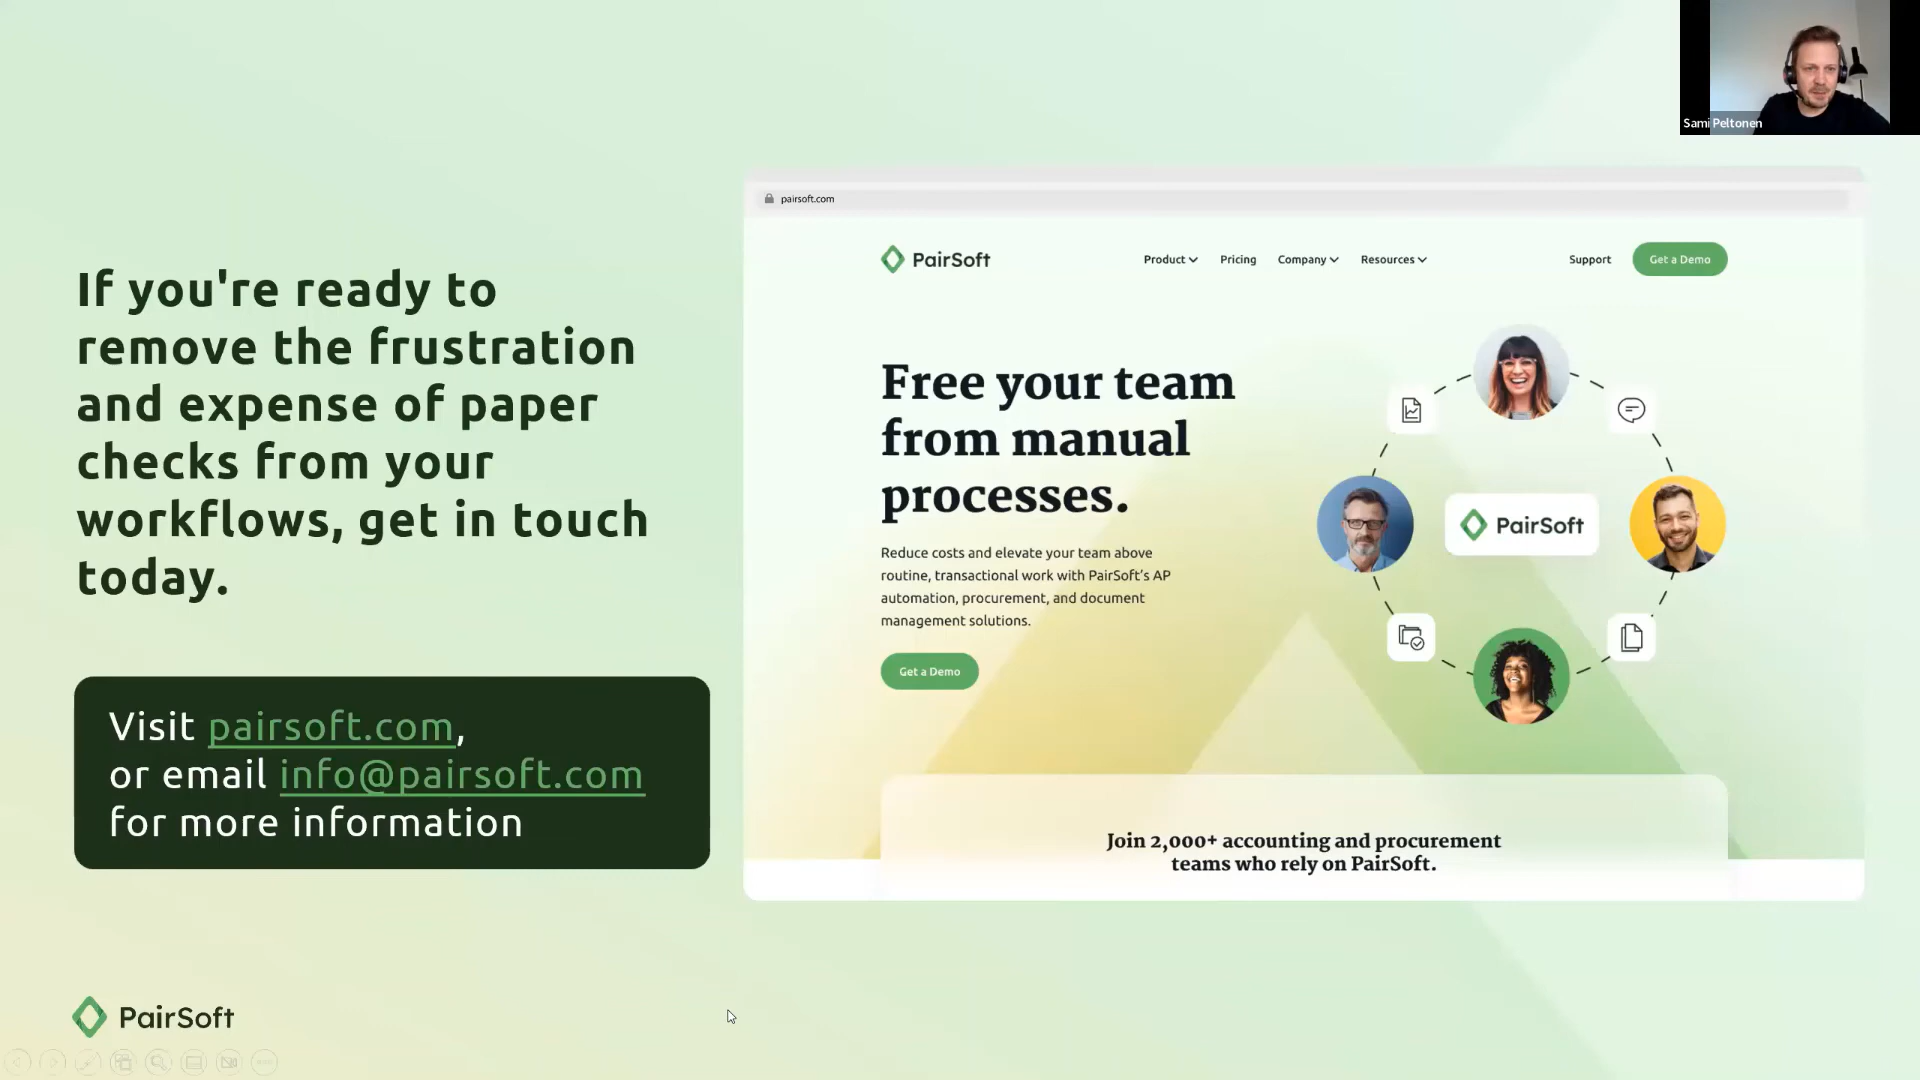 Sami Peltonen
If you're ready to
remove the frustration
and expense of paper
checks from your
workflows, get in touch
today.
Visit pairsoft.com,
or email info@pairsoft.com
for more information
PairSoft
pairsoft.com
PairSoft
Product
Pricing
Company
Resources
Support
Get a Demo
Free your team
from manual
processes.
Reduce costs and elevate your team above
routine, transactional work with PairSoft’s AP
automation, procurement, and document
management solutions.
Get a Demo
PairSoft
Join 2,000+ accounting and procurement
teams who rely on PairSoft.